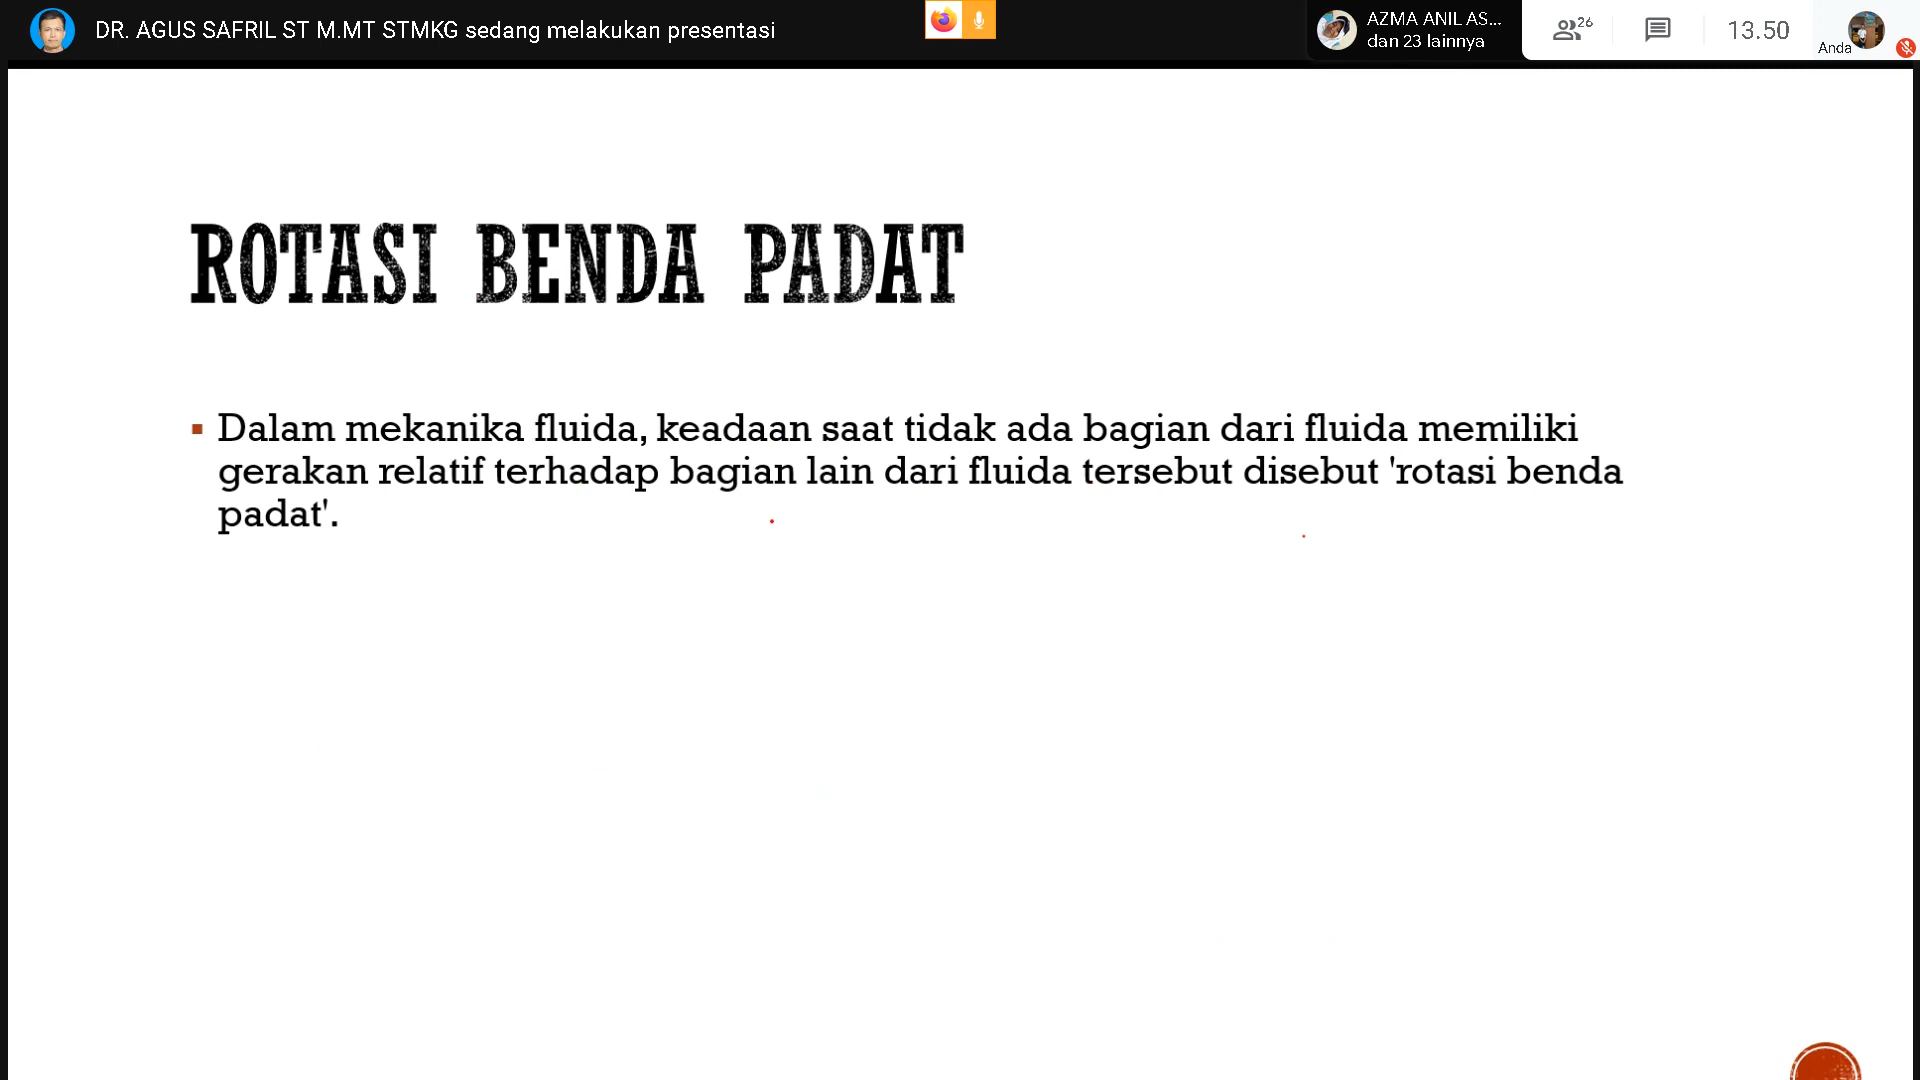 DR. AGUS SAFRIL ST M.MT STMKG sedang melakukan presentasi
AZMA ANIL AS...
dan 23 lainnya
26
13.50
Anda
ROTASI BENDA PADAT
▪ Dalam mekanika fluida, keadaan saat tidak ada bagian dari fluida memiliki
gerakan relatif terhadap bagian lain dari fluida tersebut disebut 'rotasi benda
padat'.